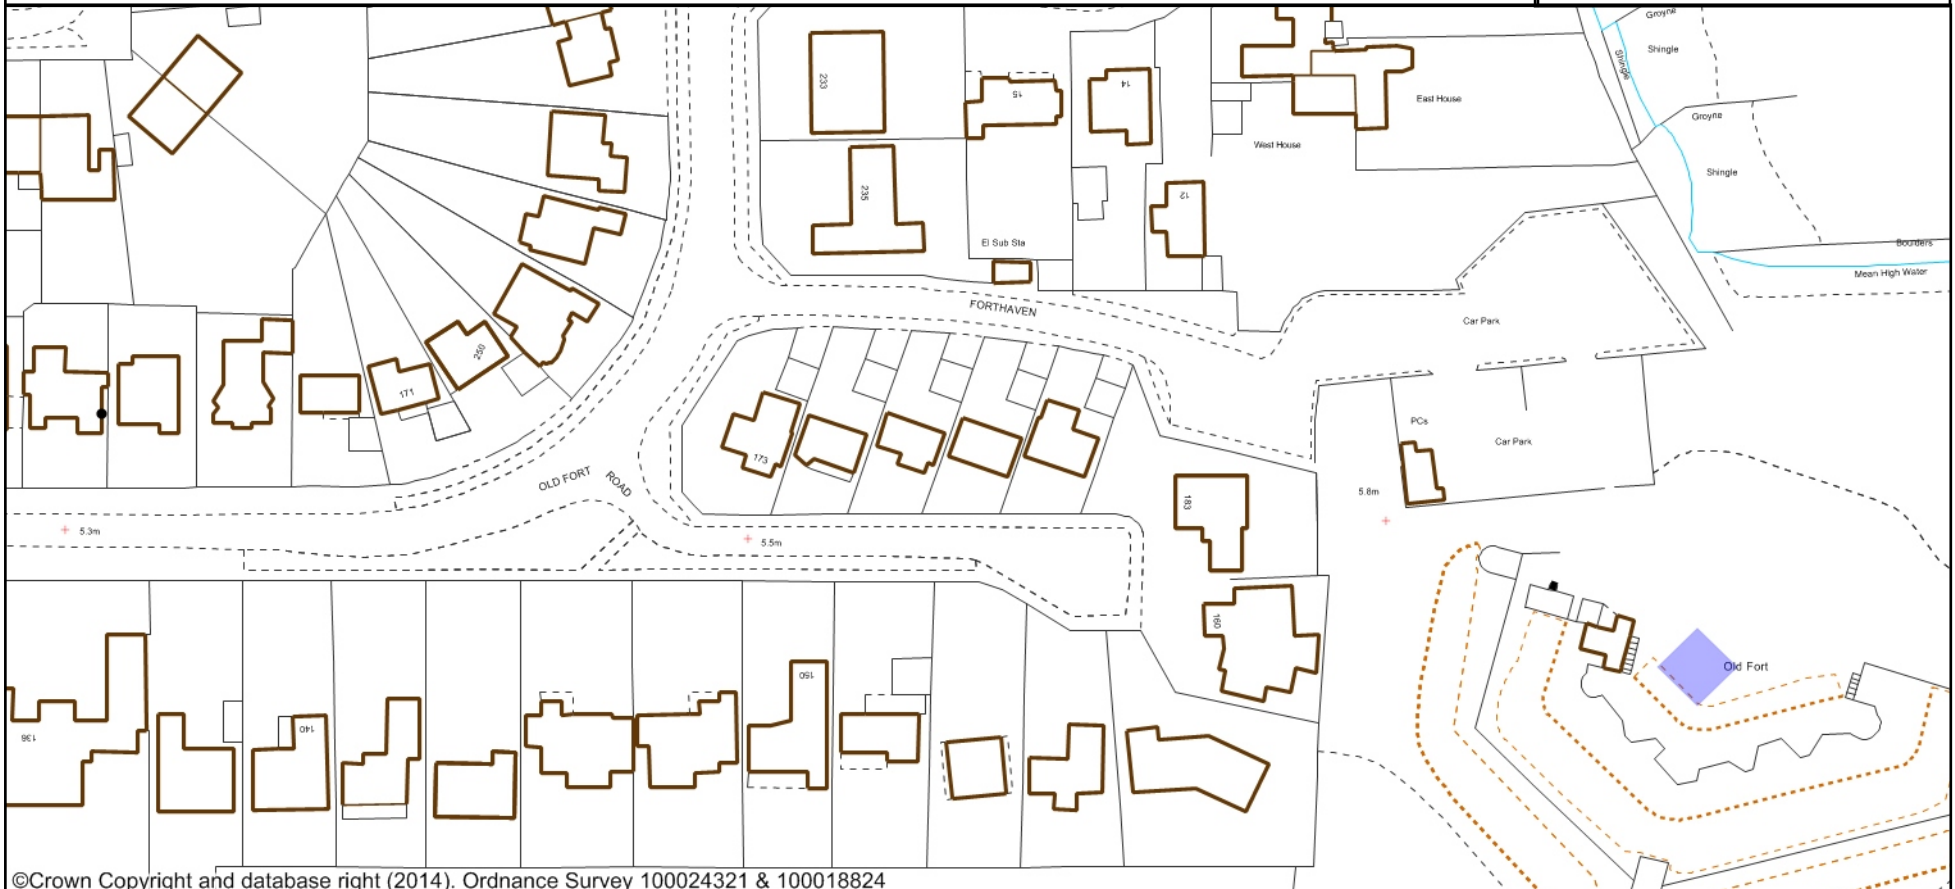 Groyne
Shingle
Shingle
233
15
14
East House
Groyne
West House
Shingle
235
12
El Sub Sta
Boulders
Mean High Water
FORTHAVEN
Car Park
250
171
PCs
Car Park
173
OLD FORT ROAD
183
5.8m
5.3m
5.5m
160
Old Fort
150
140
136
©Crown Copyright and database right (2014). Ordnance Survey 100024321 & 100018824